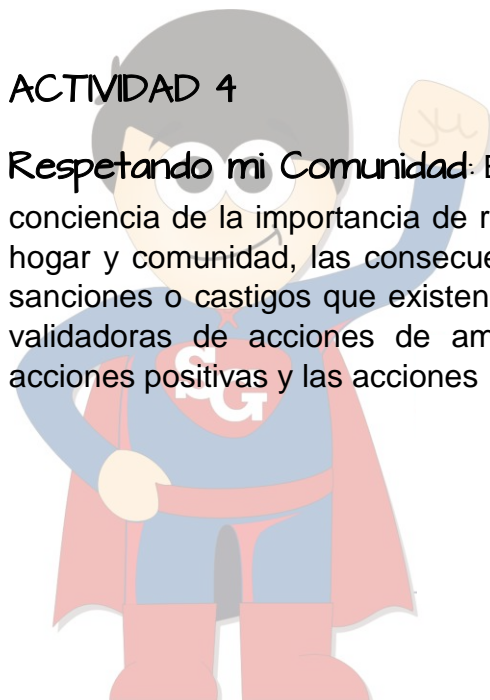 ACTIVIDAD 4
Respetando mi Comunidad:
conciencia de la importancia de
hogar y comunidad, las
sanciones o castigos que existen
validadoras de acciones de
acciones positivas y las acciones
SG